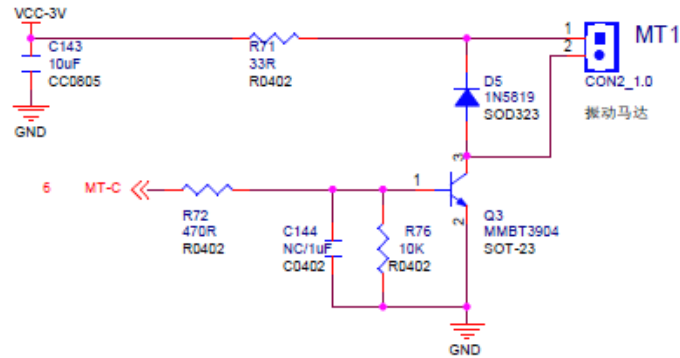 VCC-3V
C143
10uF
CC0805
GND
R71
33R
R0402
1
2
MT1
CON2_1.0
振动马达
D5
1N5819
SOD323
6 MT-C
R72
470R
R0402
C144
NC/1uF
C0402
R76
10K
R0402
1
3
2
Q3
MMBT3904
SOT-23
GND